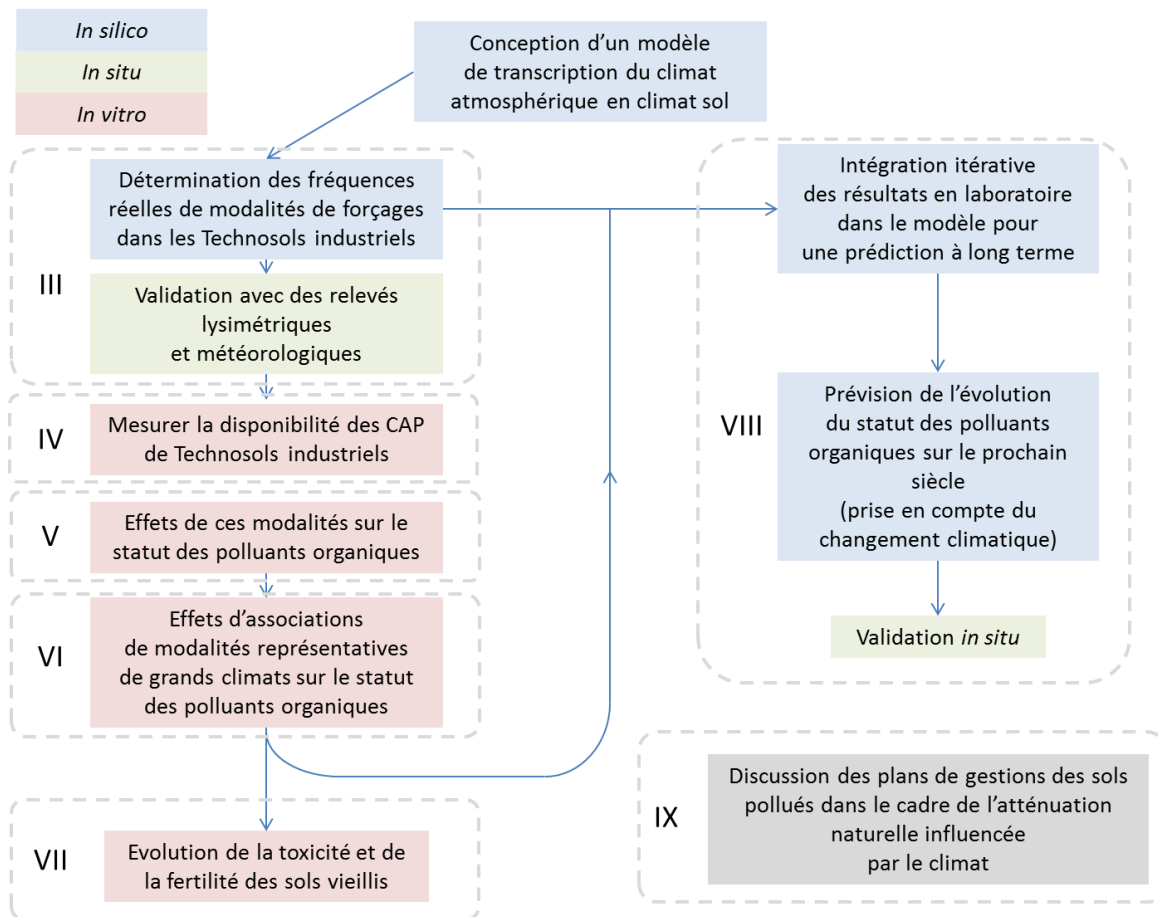 In silico
In situ
In vitro
Conception d’un modèle
de transcription du climat
atmosphérique en climat sol
III
Détermination des fréquences
réelles de modalités de forçages
dans les Technosols industriels
Validation avec des relevés
lysimétriques
et météorologiques
IV
Mesurer la disponibilité des CAP
de Technosols industriels
V
Effets de ces modalités sur le
statut des polluants organiques
VI
Effets d’associations
de modalités représentatives
de grands climats sur le statut
des polluants organiques
VII
Evolution de la toxicité et de
la fertilité des sols vieillis
VIII
Intégration itérative
des résultats en laboratoire
dans le modèle pour
une prédiction à long terme
Prévision de l’évolution
du statut des polluants
organiques sur le prochain
siècle
(prise en compte du
changement climatique)
Validation in situ
IX
Discussion des plans de gestions des sols
pollués dans le cadre de l’atténuation
naturelle influencée
par le climat